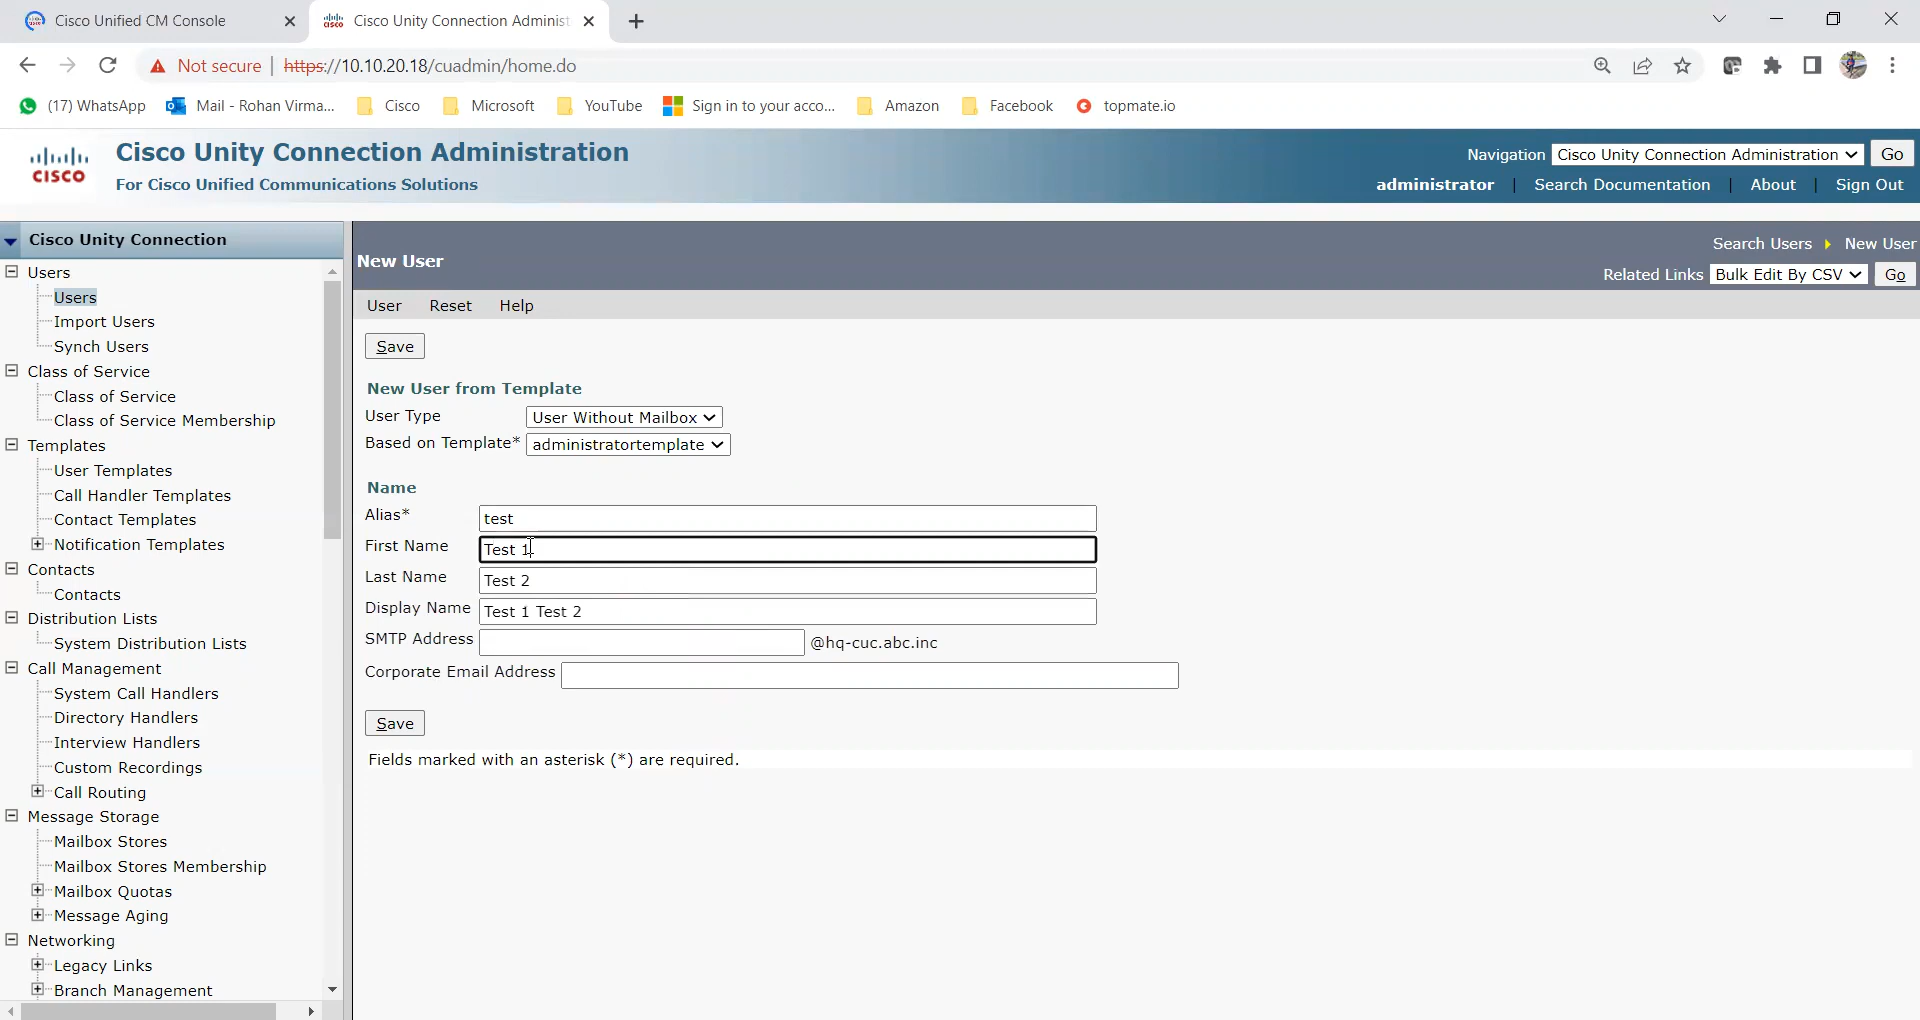 Cisco Unified CM Console
Cisco Unity Connection Administ
Not secure | https://10.10.20.18/cuadmin/home.do
(17) WhatsApp Mail - Rohan Virma... Cisco Microsoft YouTube Sign in to your acco... Amazon Facebook topmate.io
Cisco Unity Connection Administration
For Cisco Unified Communications Solutions
CISCO
Navigation Cisco Unity Connection Administration Go
administrator | Search Documentation | About | Sign Out
Cisco Unity Connection
Users
Users
Import Users
Synch Users
Class of Service
Class of Service
Class of Service Membership
Templates
User Templates
Call Handler Templates
Contact Templates
Notification Templates
Contacts
Contacts
Distribution Lists
System Distribution Lists
Call Management
System Call Handlers
Directory Handlers
Interview Handlers
Custom Recordings
Call Routing
Message Storage
Mailbox Stores
Mailbox Stores Membership
Mailbox Quotas
Message Aging
Networking
Legacy Links
Branch Management
Search Users New User
New User
Related Links Bulk Edit By CSV Go
User Reset Help
Save
New User from Template
User Type User Without Mailbox
Based on Template* administratortemplate
Name
Alias* test
First Name Test 1
Last Name Test 2
Display Name Test 1 Test 2
SMTP Address @hq-cuc.abc.inc
Corporate Email Address
Save
Fields marked with an asterisk (*) are required.